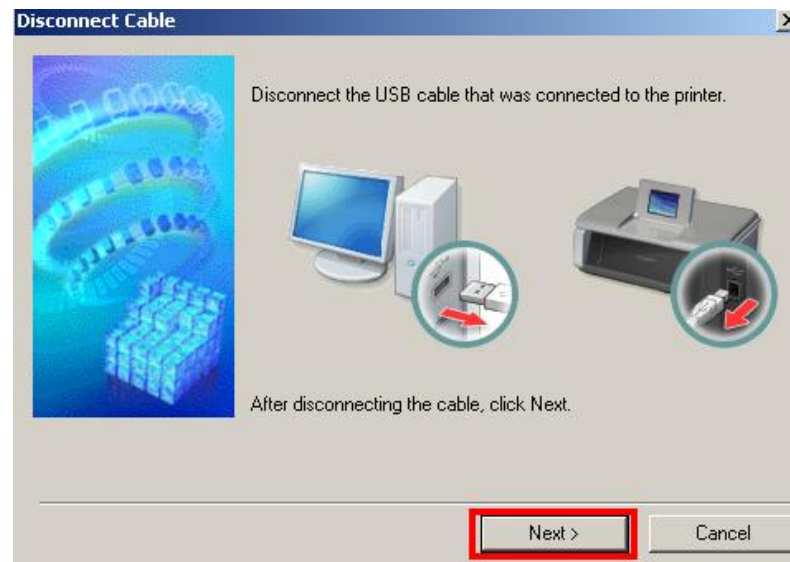 Disconnect Cable
Disconnect the USB cable that was connected to the printer.
After disconnecting the cable, click Next.
Next >
Cancel